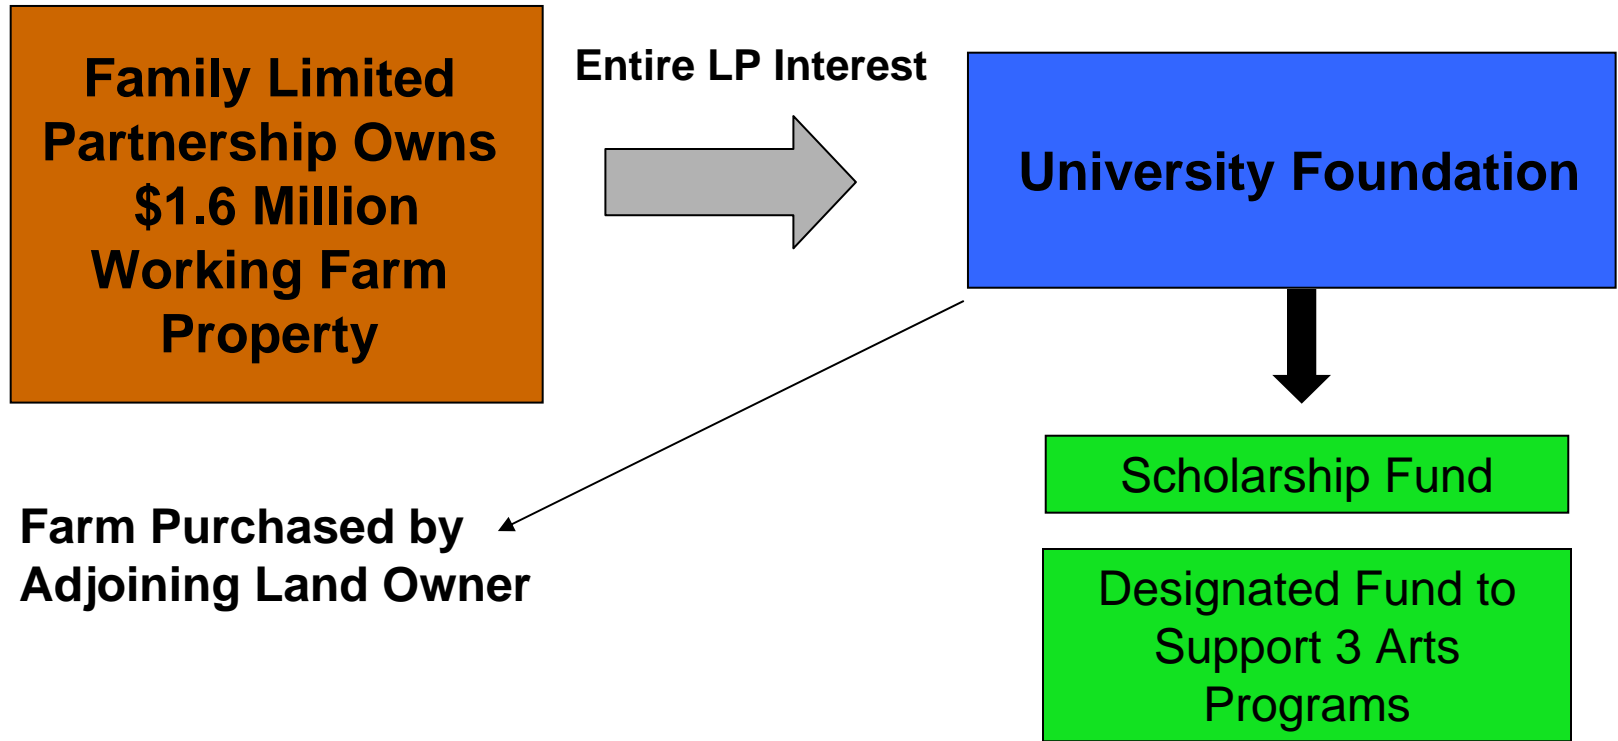 Family Limited
Partnership Owns
$1.6 Million
Working Farm
Property
Entire LP Interest
University Foundation
Scholarship Fund
Designated Fund to
Support 3 Arts
Programs
Farm Purchased by
Adjoining Land Owner